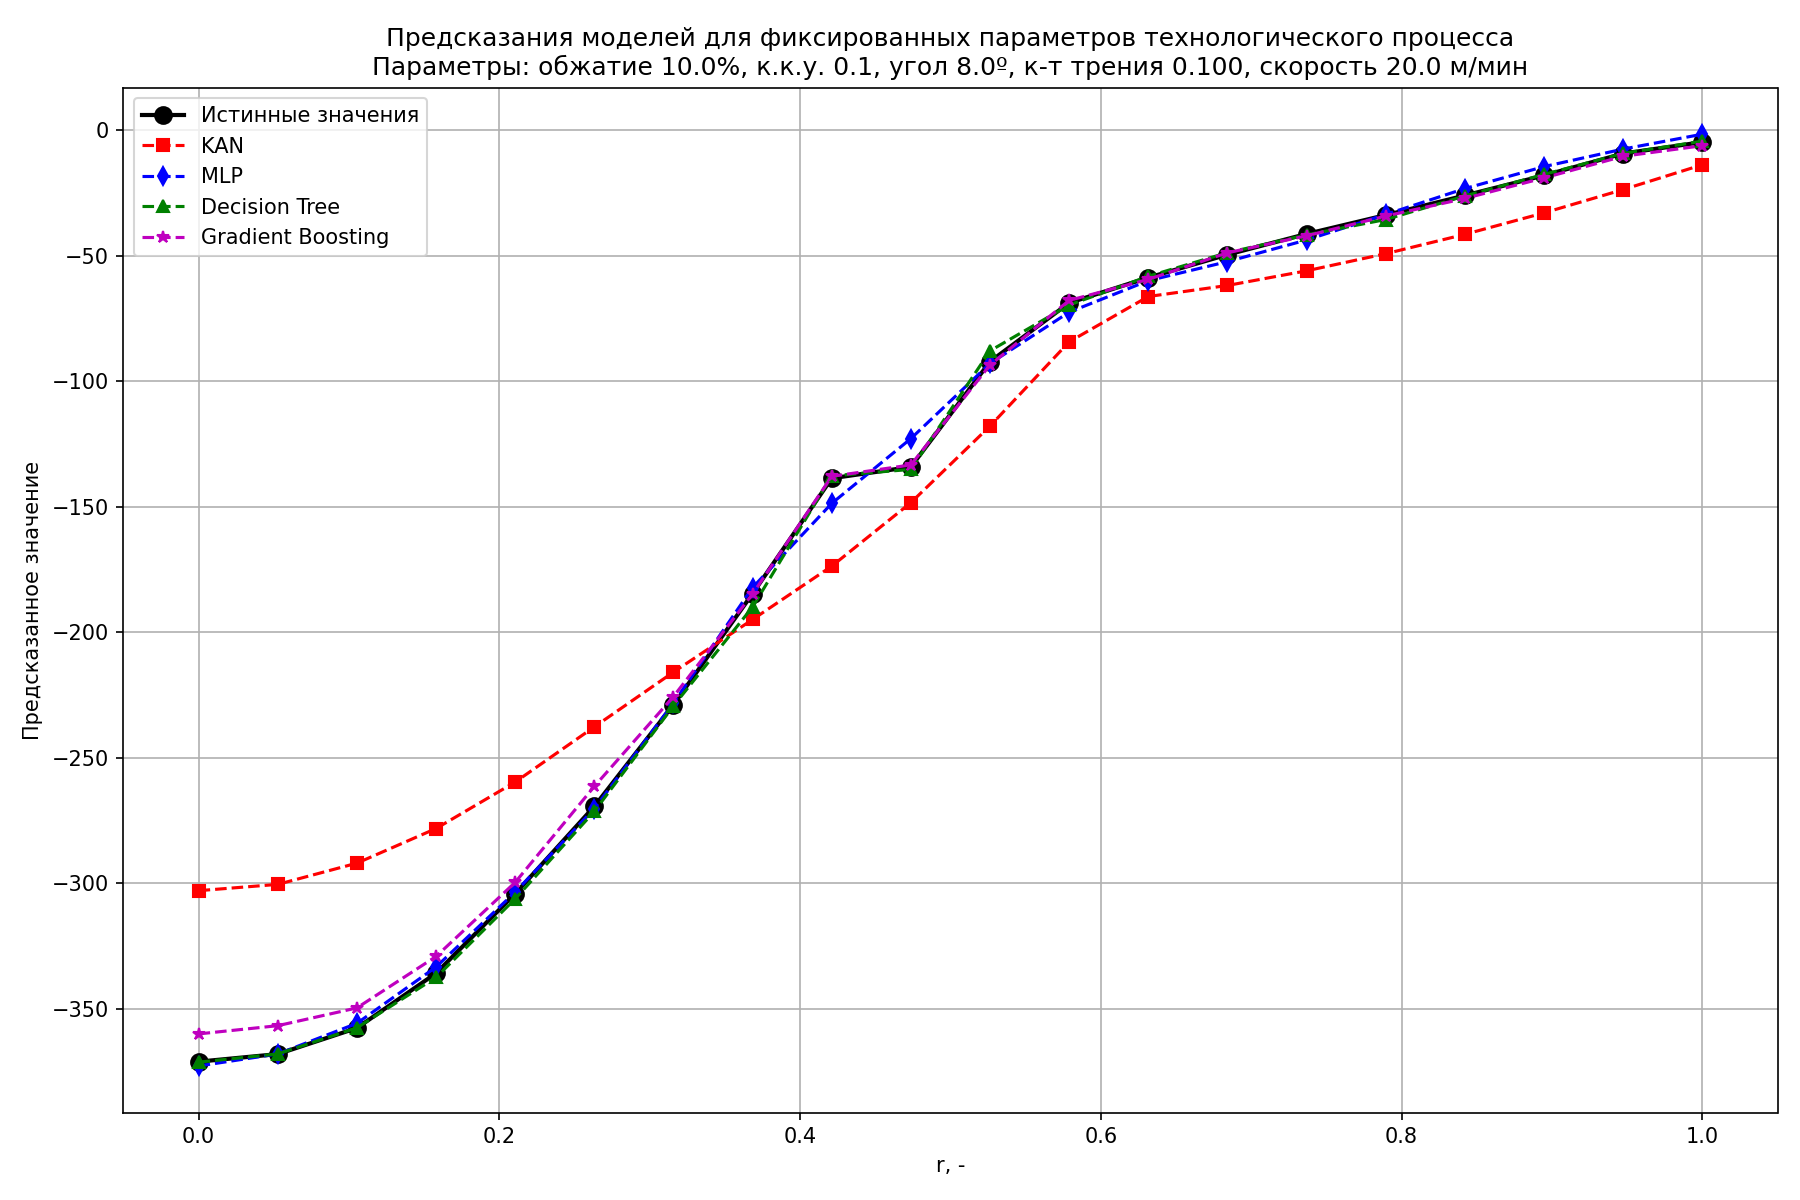 Предсказания моделей для фиксированных параметров технологического процесса
Параметры: обжатие 10.0%, к.к.у. 0.1, угол 8.0º, к-т трения 0.100, скорость 20.0 м/мин
Истинные значения
KAN
MLP
Decision Tree
Gradient Boosting
Предсказанное значение
0
−50
−100
−150
−200
−250
−300
−350
0.0 0.2 0.4 0.6 0.8 1.0
r, -